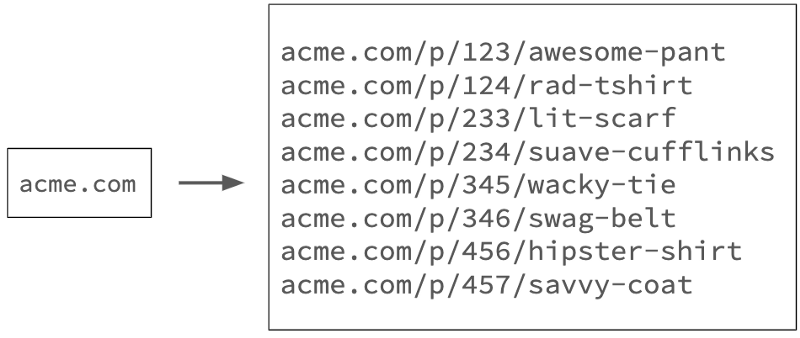 acme.com
acme.com/p/123/awesome-pant
acme.com/p/124/rad-tshirt
acme.com/p/233/lit-scarf
acme.com/p/234/suave-cufflinks
acme.com/p/345/wacky-tie
acme.com/p/346/swag-belt
acme.com/p/456/hipster-shirt
acme.com/p/457/savvy-coat